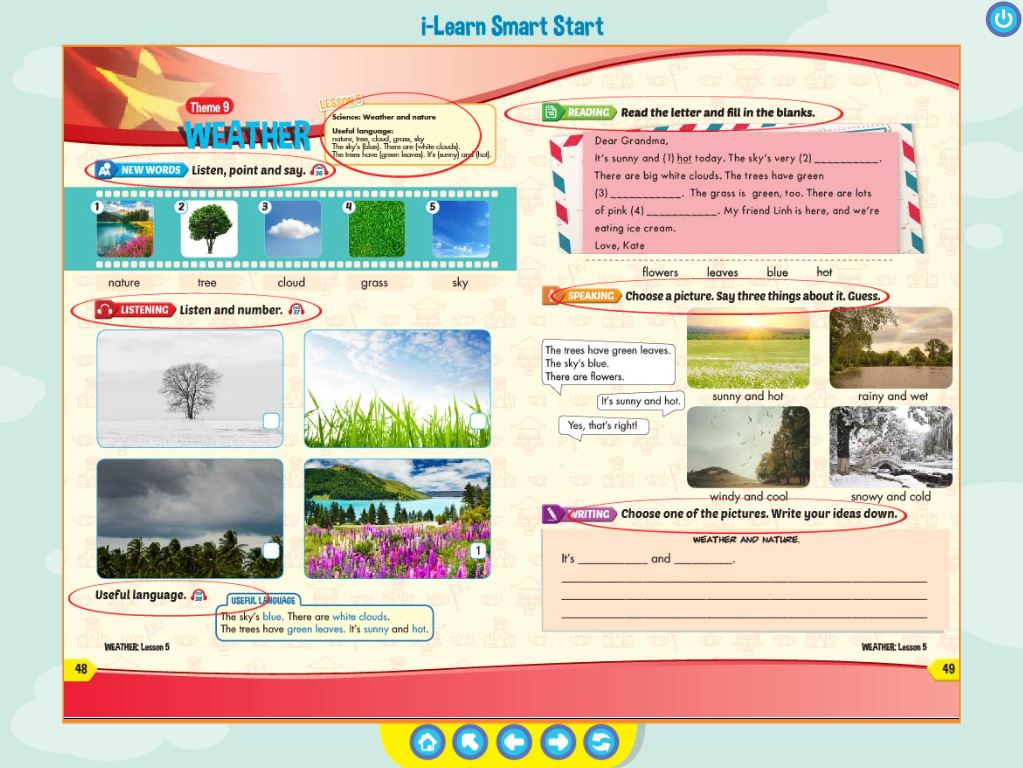 i-Learn Smart Start
Theme 9
WEATHER
LESSON 5
Science: Weather and nature
Useful language:
nature, tree, cloud, grass, sky
The sky's (blue). There are (white clouds).
The trees have (green leaves). It's (sunny) and (hot).
NEW WORDS Listen, point and say.
1 2 3 4 5
nature tree cloud grass sky
LISTENING Listen and number.
1
Useful language.
USEFUL LANGUAGE
The sky's blue. There are white clouds.
The trees have green leaves. It's sunny and hot.
WEATHER: Lesson 5
48
READING Read the letter and fill in the blanks.
Dear Grandma,
It's sunny and (1) hot today. The sky's very (2) ___________.
There are big white clouds. The trees have green
(3) ___________. The grass is green, too. There are lots
of pink (4) ___________. My friend Linh is here, and we're
eating ice cream.
Love, Kate
flowers leaves blue hot
SPEAKING Choose a picture. Say three things about it. Guess.
The trees have green leaves.
The sky's blue.
There are flowers.
It's sunny and hot.
Yes, that's right!
sunny and hot
rainy and wet
windy and cool
snowy and cold
WRITING Choose one of the pictures. Write your ideas down.
WEATHER AND NATURE.
It's ___________ and _________.
WEATHER: Lesson 5
49